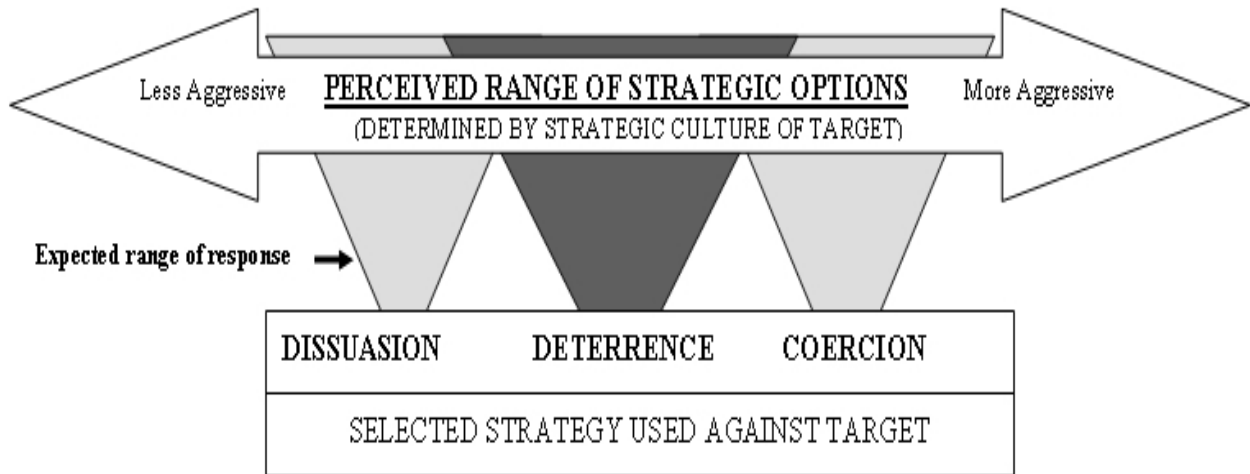 Less Aggressive
PERCEIVED RANGE OF STRATEGIC OPTIONS
More Aggressive
(DETERMINED BY STRATEGIC CULTURE OF TARGET)
Expected range of response
DISSUASION
DETERRENCE
COERCION
SELECTED STRATEGY USED AGAINST TARGET